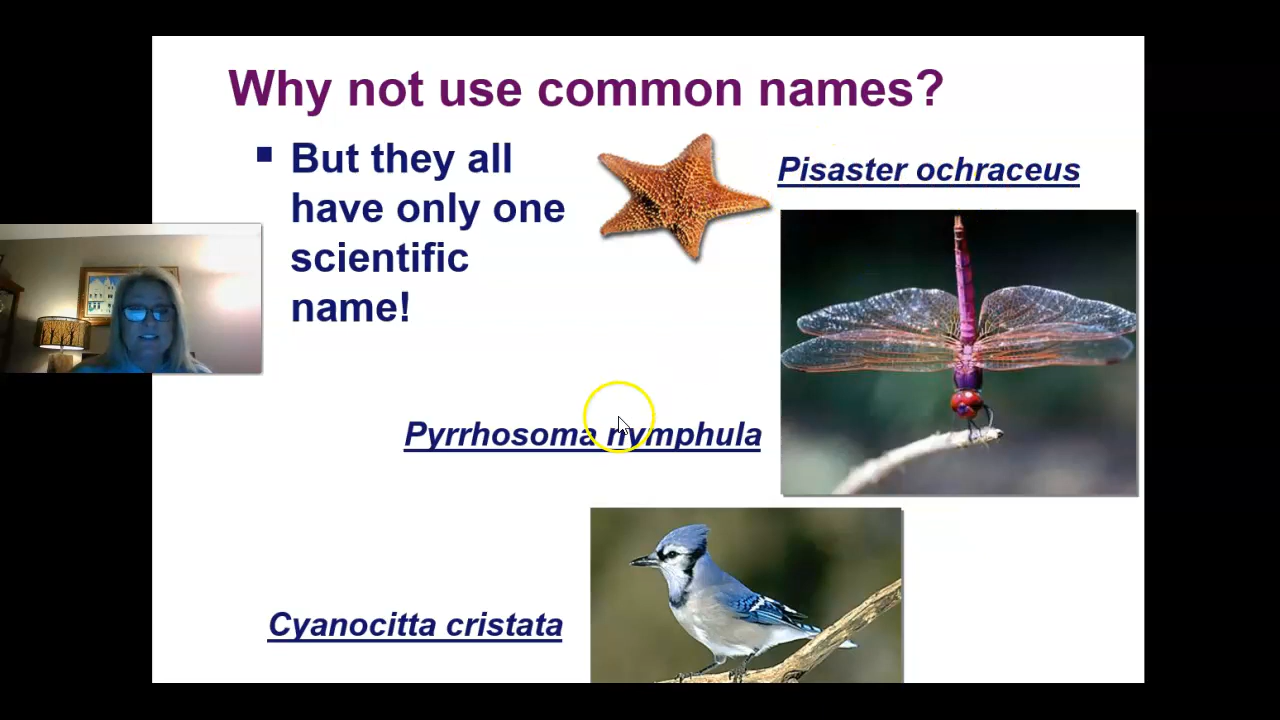 Why not use common names?
But they all
have only one
scientific
name!
Pisaster ochraceus
Pyrrhosoma nymphula
Cyanocitta cristata